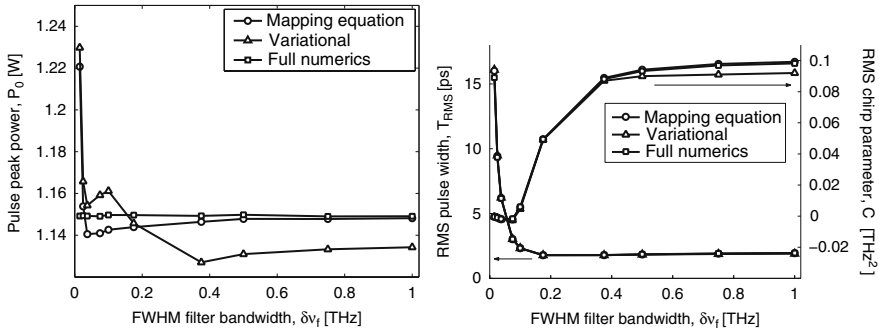 1.24
1.22
1.2
1.18
1.16
1.14
0
0.2
0.4
0.6
0.8
1
Pulse peak power, P0 [W]
FWHM filter bandwidth, δνf [THz]
Mapping equation
Variational
Full numerics
15
10
5
0
0
0.2
0.4
0.6
0.8
1
RMS pulse width, TRMS [ps]
FWHM filter bandwidth, δνf [THz]
Mapping equation
Variational
Full numerics
0.1
0.08
0.06
0.04
0.02
0
−0.02
RMS chirp parameter, C [THz2]